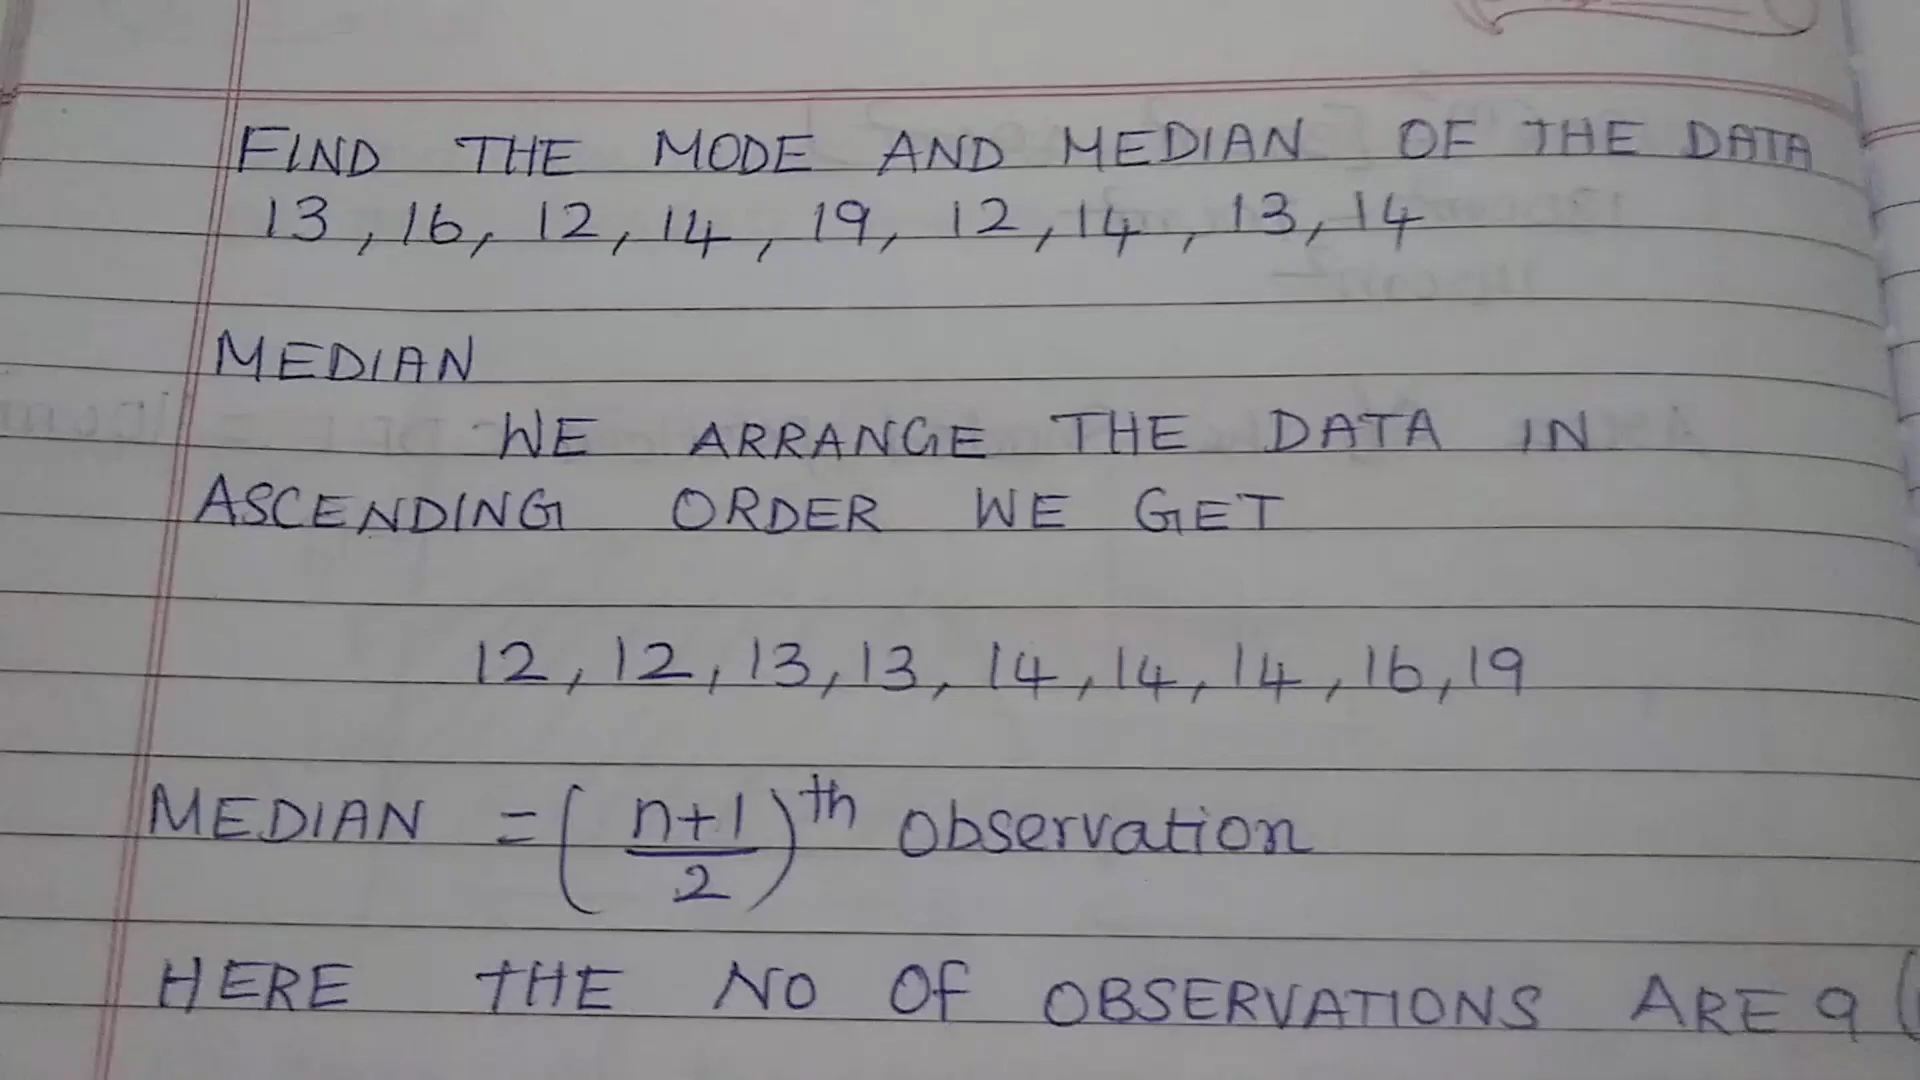 FIND THE MODE AND MEDIAN OF THE DATA
13, 16, 12, 14, 19, 12, 14, 13, 14
MEDIAN
WE ARRANGE THE DATA IN
ASCENDING ORDER WE GET
12, 12, 13, 13, 14, 14, 14, 16, 19
MEDIAN = (n+1/2)th observation
HERE THE NO OF OBSERVATIONS ARE 9 (